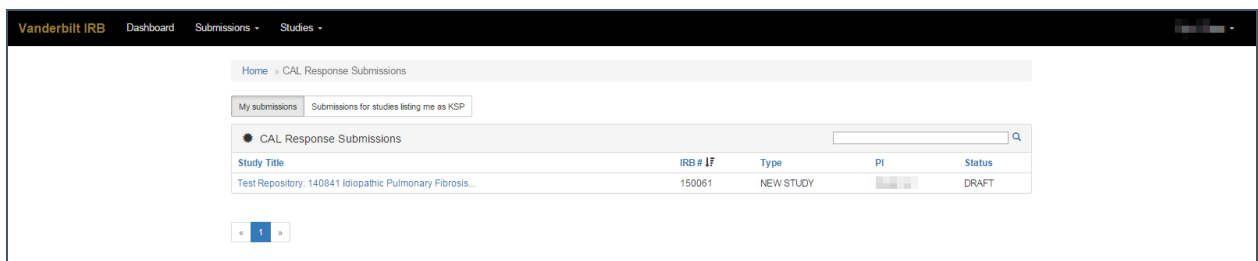 Vanderbilt IRB Dashboard Submissions Studies
Home » CAL Response Submissions
My submissions Submissions for studies listing me as KSP
CAL Response Submissions
Study Title IRB # Type PI Status
Test Repository: 140841 Idiopathic Pulmonary Fibrosis... 150061 NEW STUDY DRAFT
« 1 »